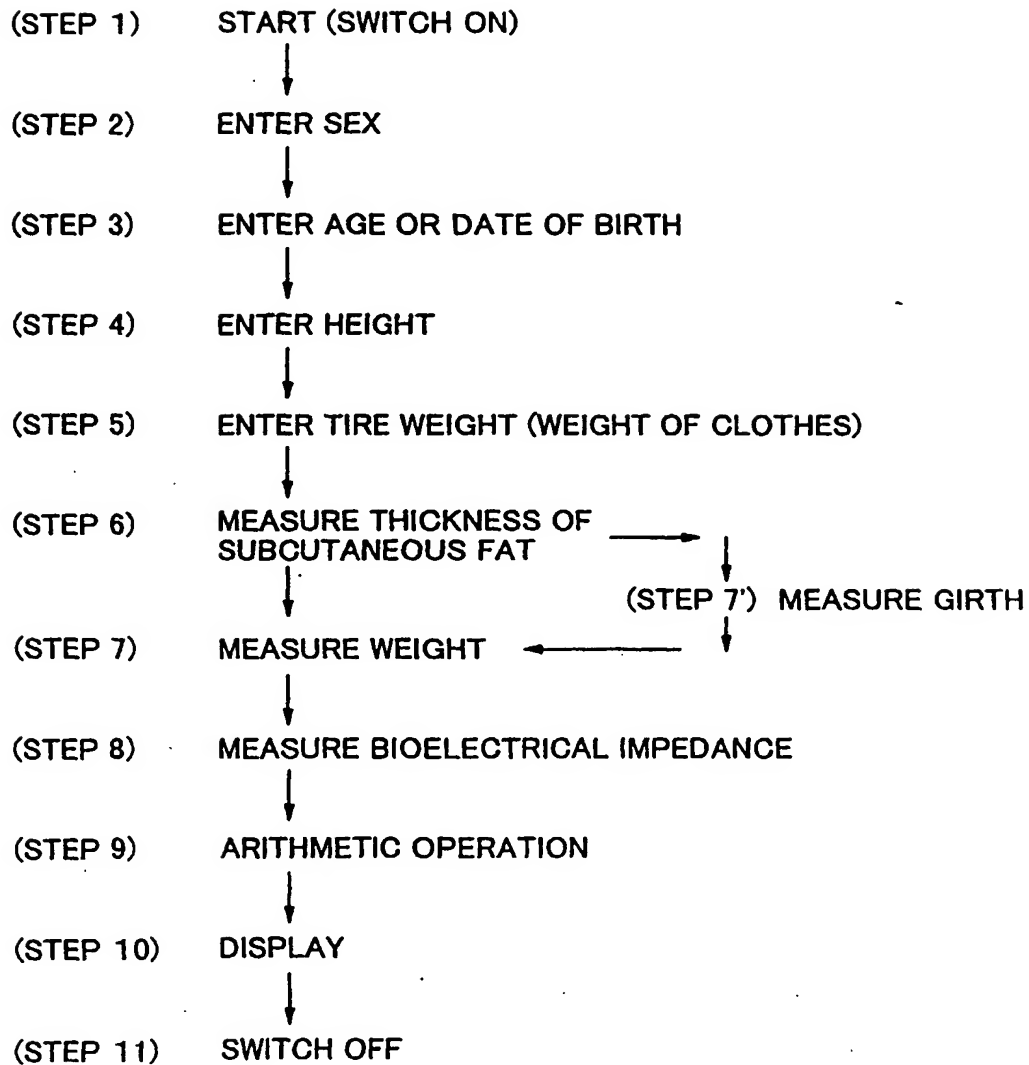 (STEP 1) START (SWITCH ON)
(STEP 2) ENTER SEX
(STEP 3) ENTER AGE OR DATE OF BIRTH
(STEP 4) ENTER HEIGHT
(STEP 5) ENTER TIRE WEIGHT (WEIGHT OF CLOTHES)
(STEP 6) MEASURE THICKNESS OF
SUBCUTANEOUS FAT
(STEP 7') MEASURE GIRTH
(STEP 7) MEASURE WEIGHT
(STEP 8) MEASURE BIOELECTRICAL IMPEDANCE
(STEP 9) ARITHMETIC OPERATION
(STEP 10) DISPLAY
(STEP 11) SWITCH OFF